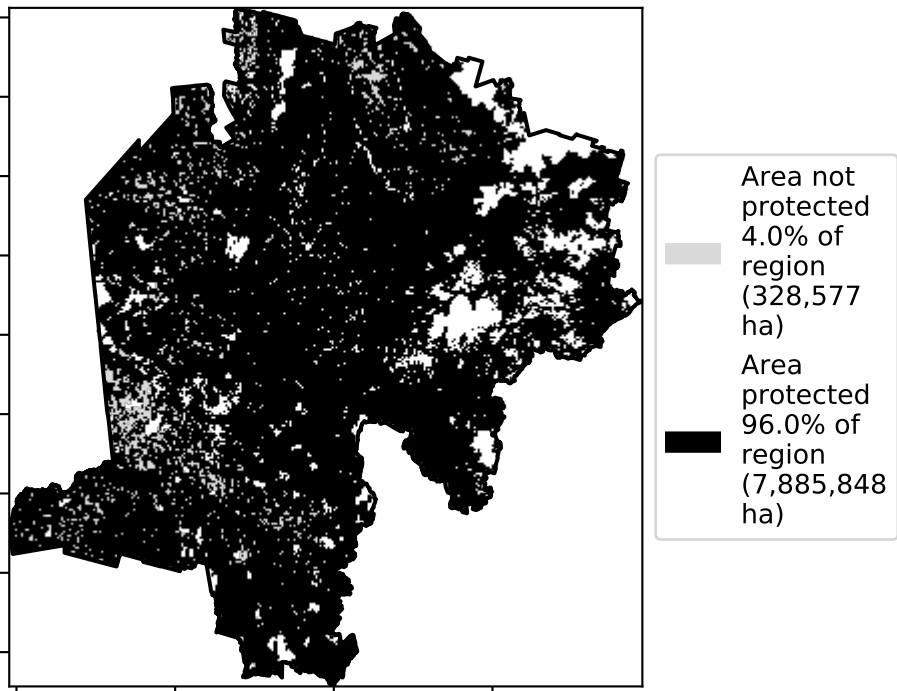 Area not
protected
4.0% of
region
(328,577
ha)
Area
protected
96.0% of
region
(7,885,848
ha)